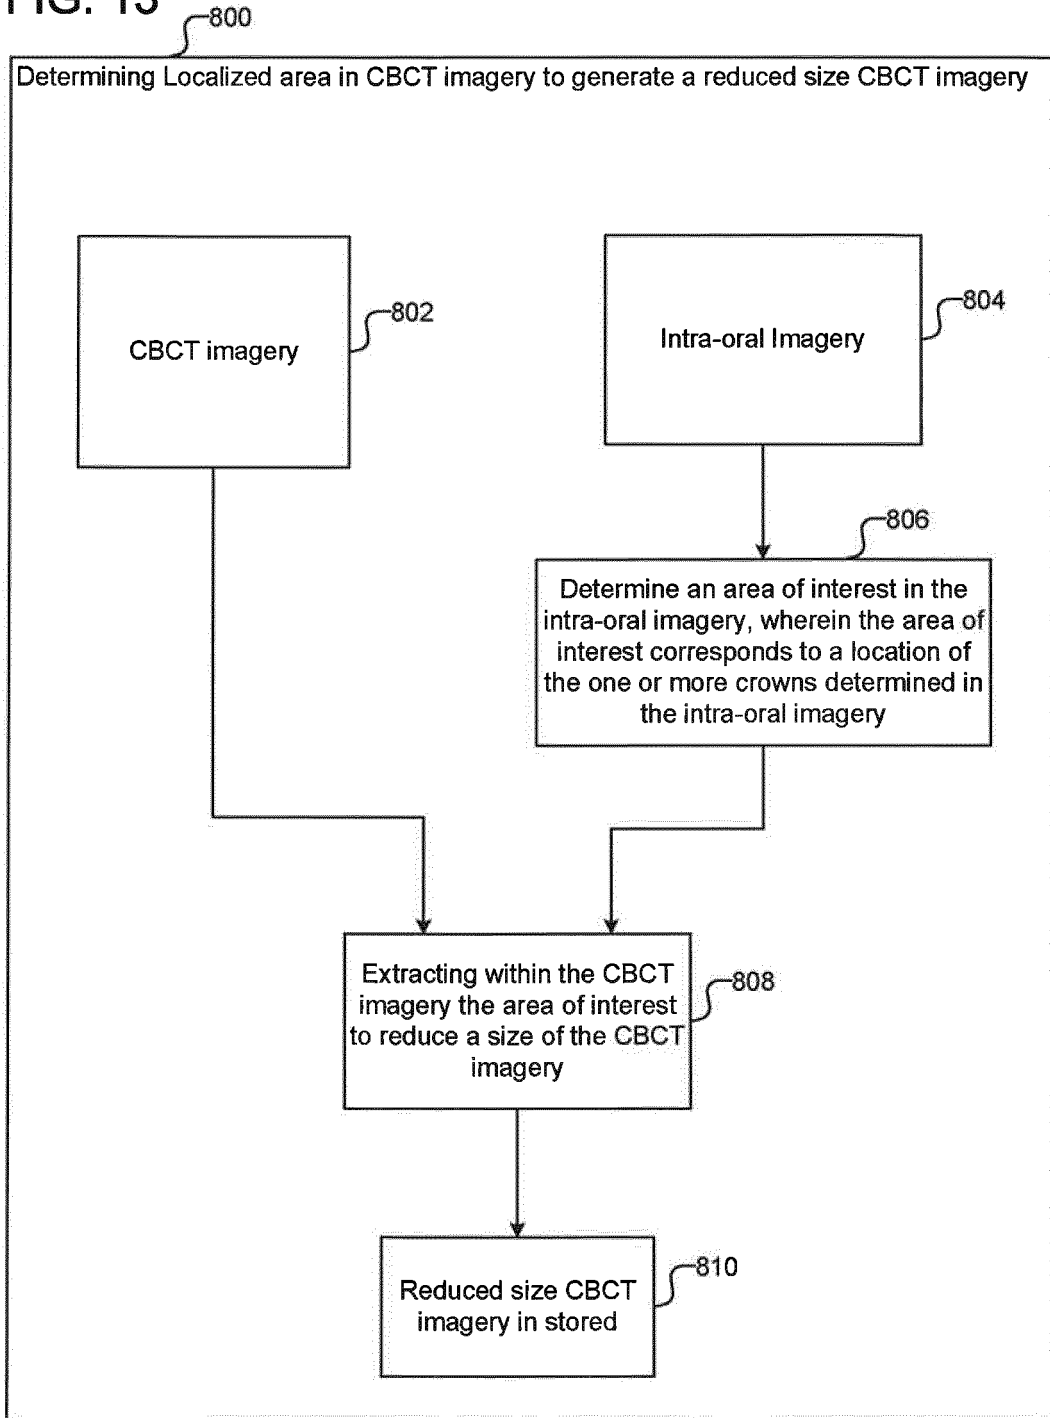 FIG. 13
800
Determining Localized area in CBCT imagery to generate a reduced size CBCT imagery
CBCT imagery
802
Intra-oral Imagery
804
806
Determine an area of interest in the
intra-oral imagery, wherein the area of
interest corresponds to a location of
the one or more crowns determined in
the intra-oral imagery
Extracting within the CBCT
imagery the area of interest
to reduce a size of the CBCT
imagery
808
Reduced size CBCT
imagery in stored
810